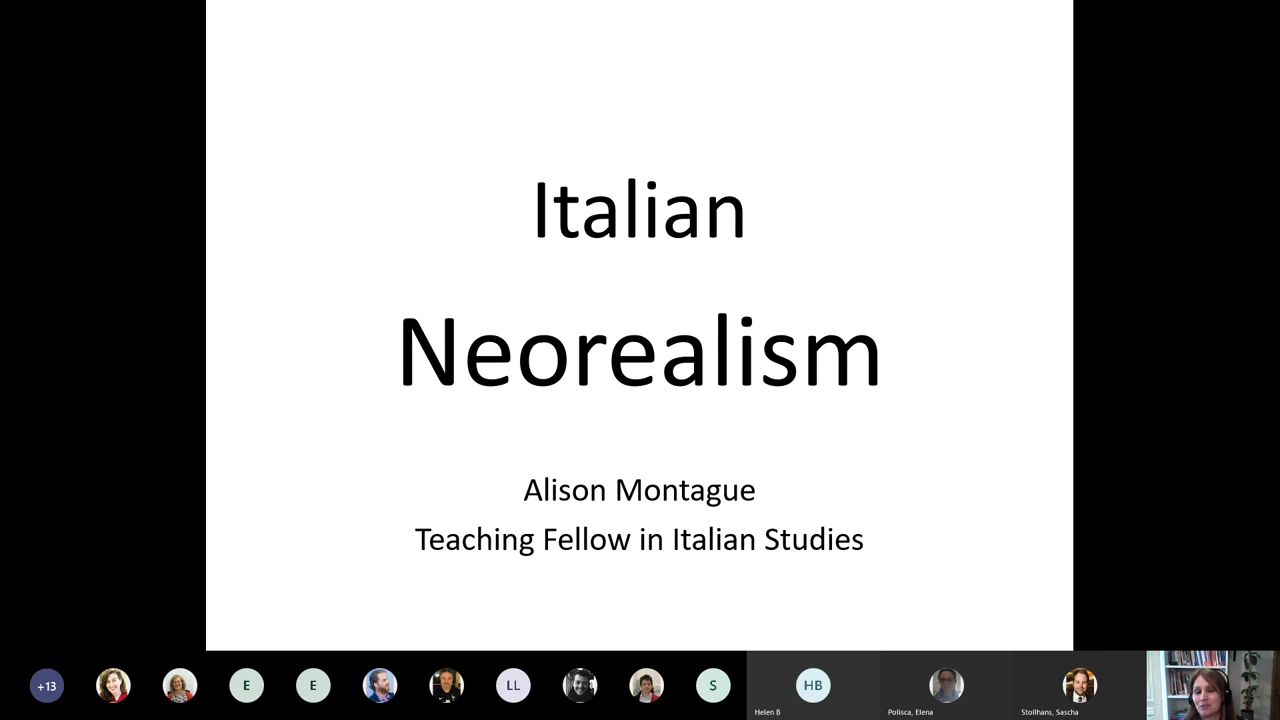 Italian
Neorealism
Alison Montague
Teaching Fellow in Italian Studies
+13
E
E
LL
S
HB
Helen B
Polisca, Elena
Stollhans, Sascha